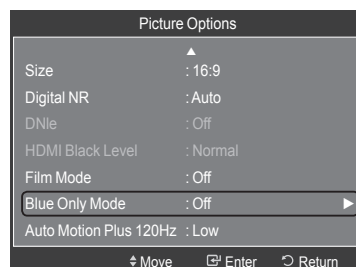 Picture Options
Size : 16:9
Digital NR : Auto
DNIe : Off
HDMI Black Level : Normal
Film Mode : Off
Blue Only Mode : Off
Auto Motion Plus 120Hz : Low
Move Enter Return